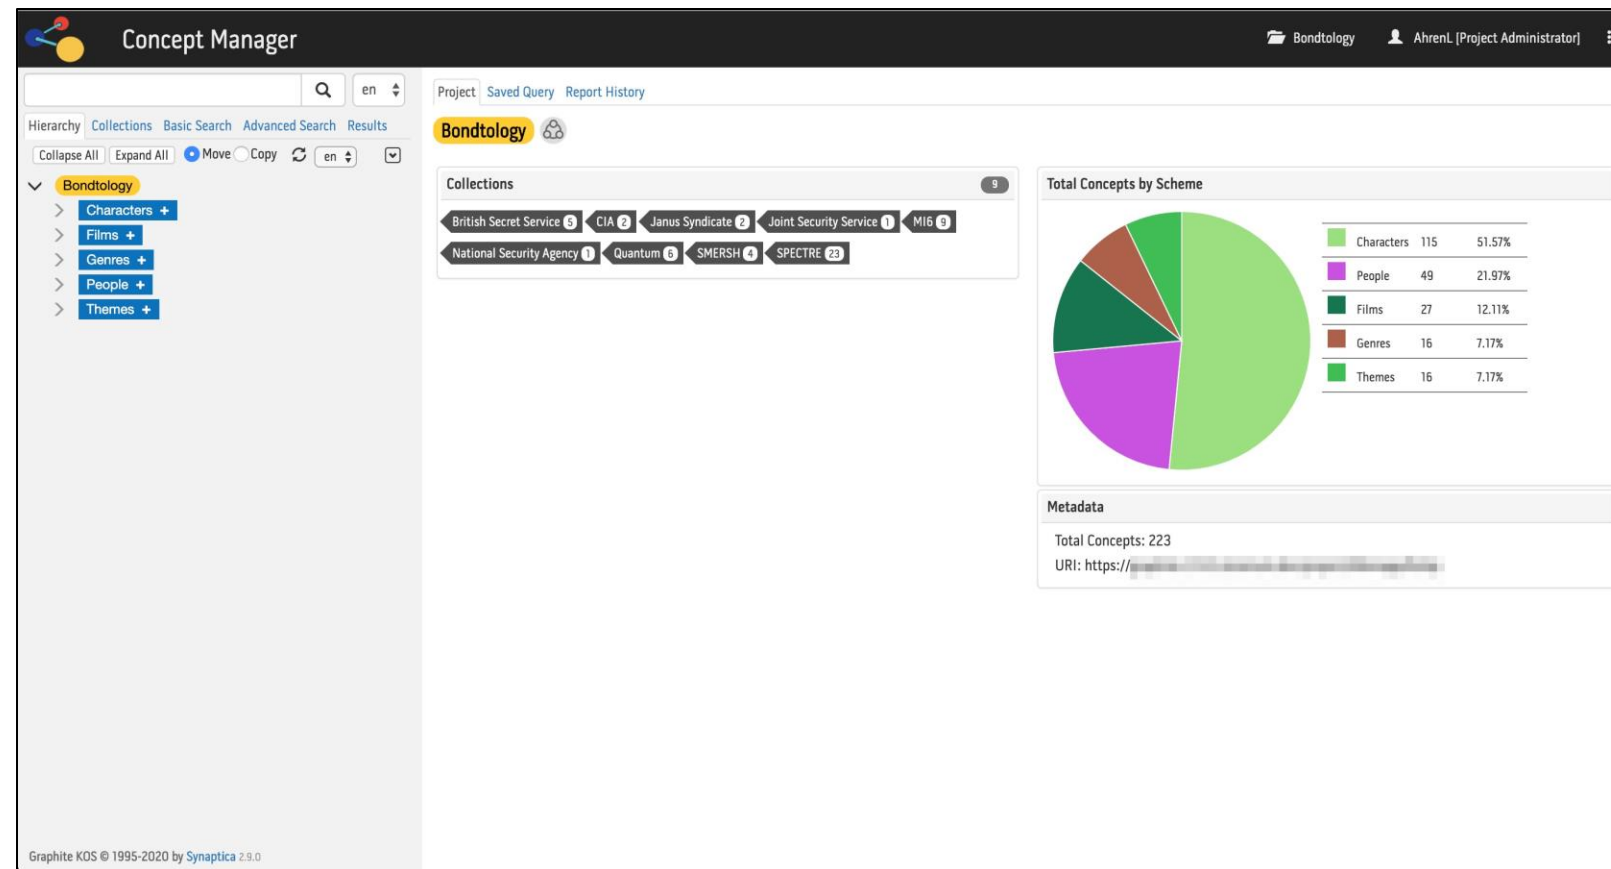 Concept Manager
Bondtology AhrenL [Project Administrator]
en
Hierarchy Collections Basic Search Advanced Search Results
Collapse All Expand All Move Copy en
Bondtology
Characters +
Films +
Genres +
People +
Themes +
Graphite KOS © 1995-2020 by Synaptica 2.9.0
Project Saved Query Report History
Bondtology
Collections 9
British Secret Service 5 CIA 2 Janus Syndicate 2 Joint Security Service 1 MI6 9
National Security Agency 1 Quantum 6 SMERSH 4 SPECTRE 23
Total Concepts by Scheme
Characters 115 51.57%
People 49 21.97%
Films 27 12.11%
Genres 16 7.17%
Themes 16 7.17%
Metadata
Total Concepts: 223
URI: https://